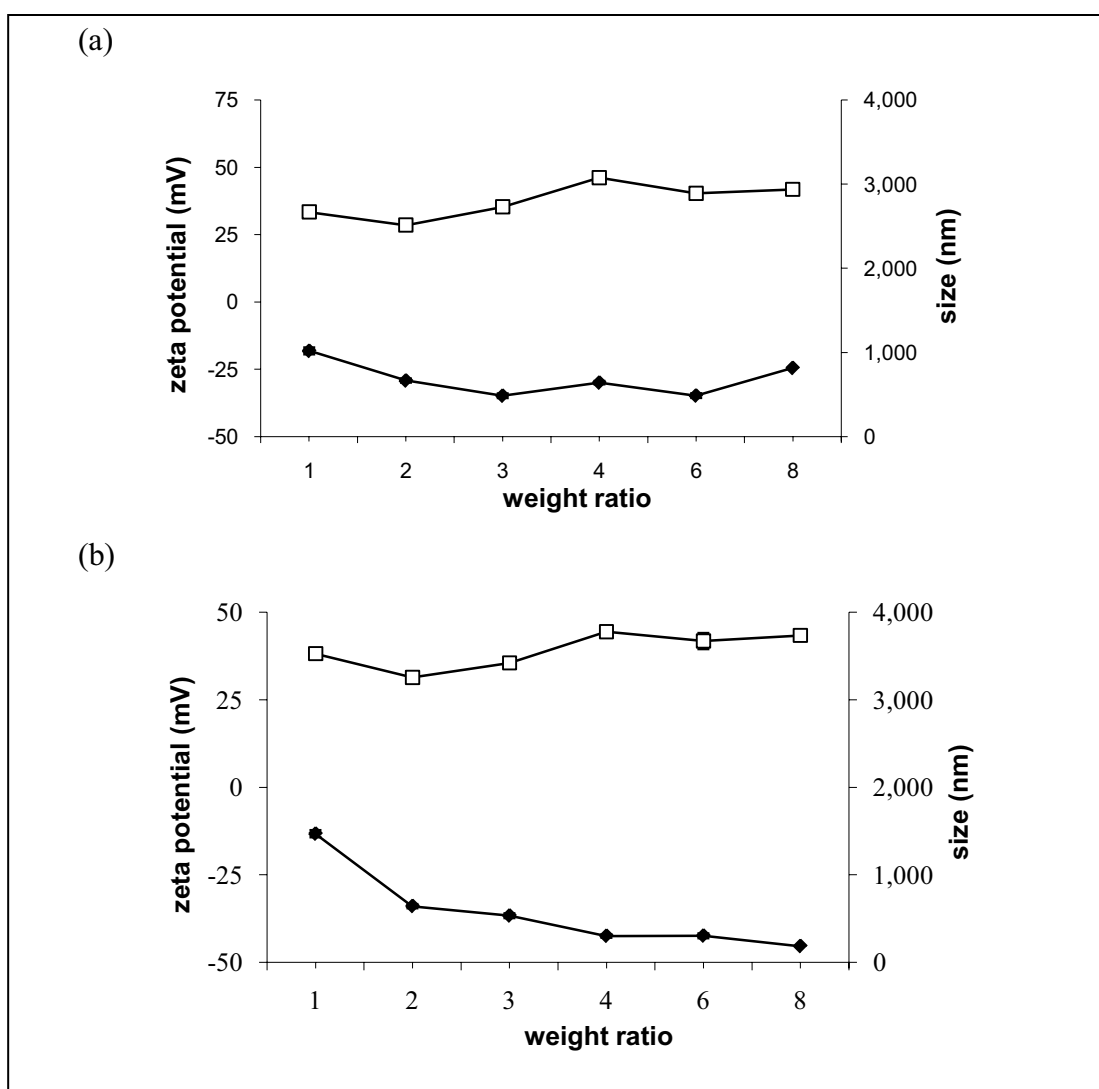 (a)
75
50
25
0
-25
-50
zeta potential (mV)
4,000
3,000
2,000
1,000
0
size (nm)
1 2 3 4 6 8
weight ratio
(b)
50
25
0
-25
-50
zeta potential (mV)
4,000
3,000
2,000
1,000
0
size (nm)
1 2 3 4 6 8
weight ratio